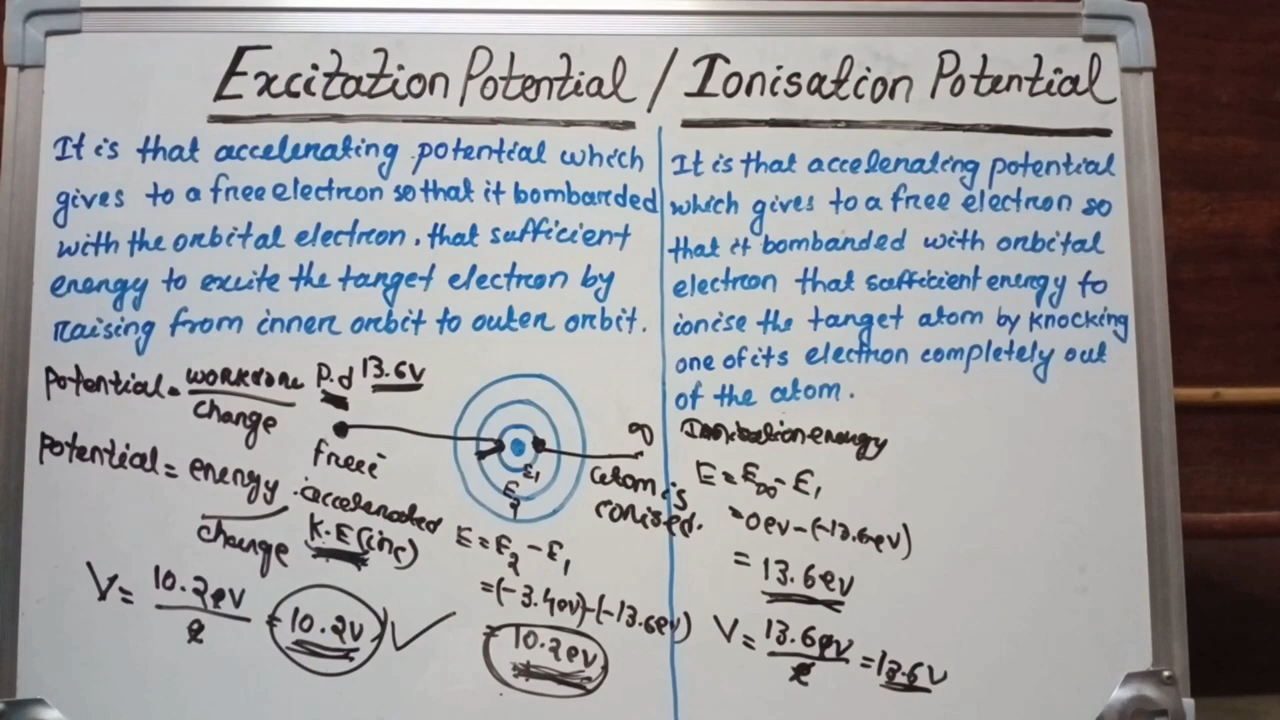 Excitation Potential / Ionisation Potential
It is that accelerating potential which
gives to a free electron so that it bombarded
with the orbital electron, that sufficient
energy to excite the target electron by
raising from inner orbit to outer orbit.
Potential = workdone
change
P.d 13.6V
Potential = energy
change
free
accelerated
K.E(inc)
E1
E2
∞
atom is
ionised.
V = 10.2eV
e
= 10.2V
E = E2 - E1
= (-3.40V)-(-13.6eV)
= 10.2eV
It is that accelerating potential
which gives to a free electron so
that it bombanded with orbital
electron that sufficient energy to
ionise the target atom by knocking
one of its electron completely out
of the atom.
Ionisation energy
E = E∞ - E1
= 0eV-(-13.6eV)
= 13.6eV
V = 13.6eV
e
= 13.6V